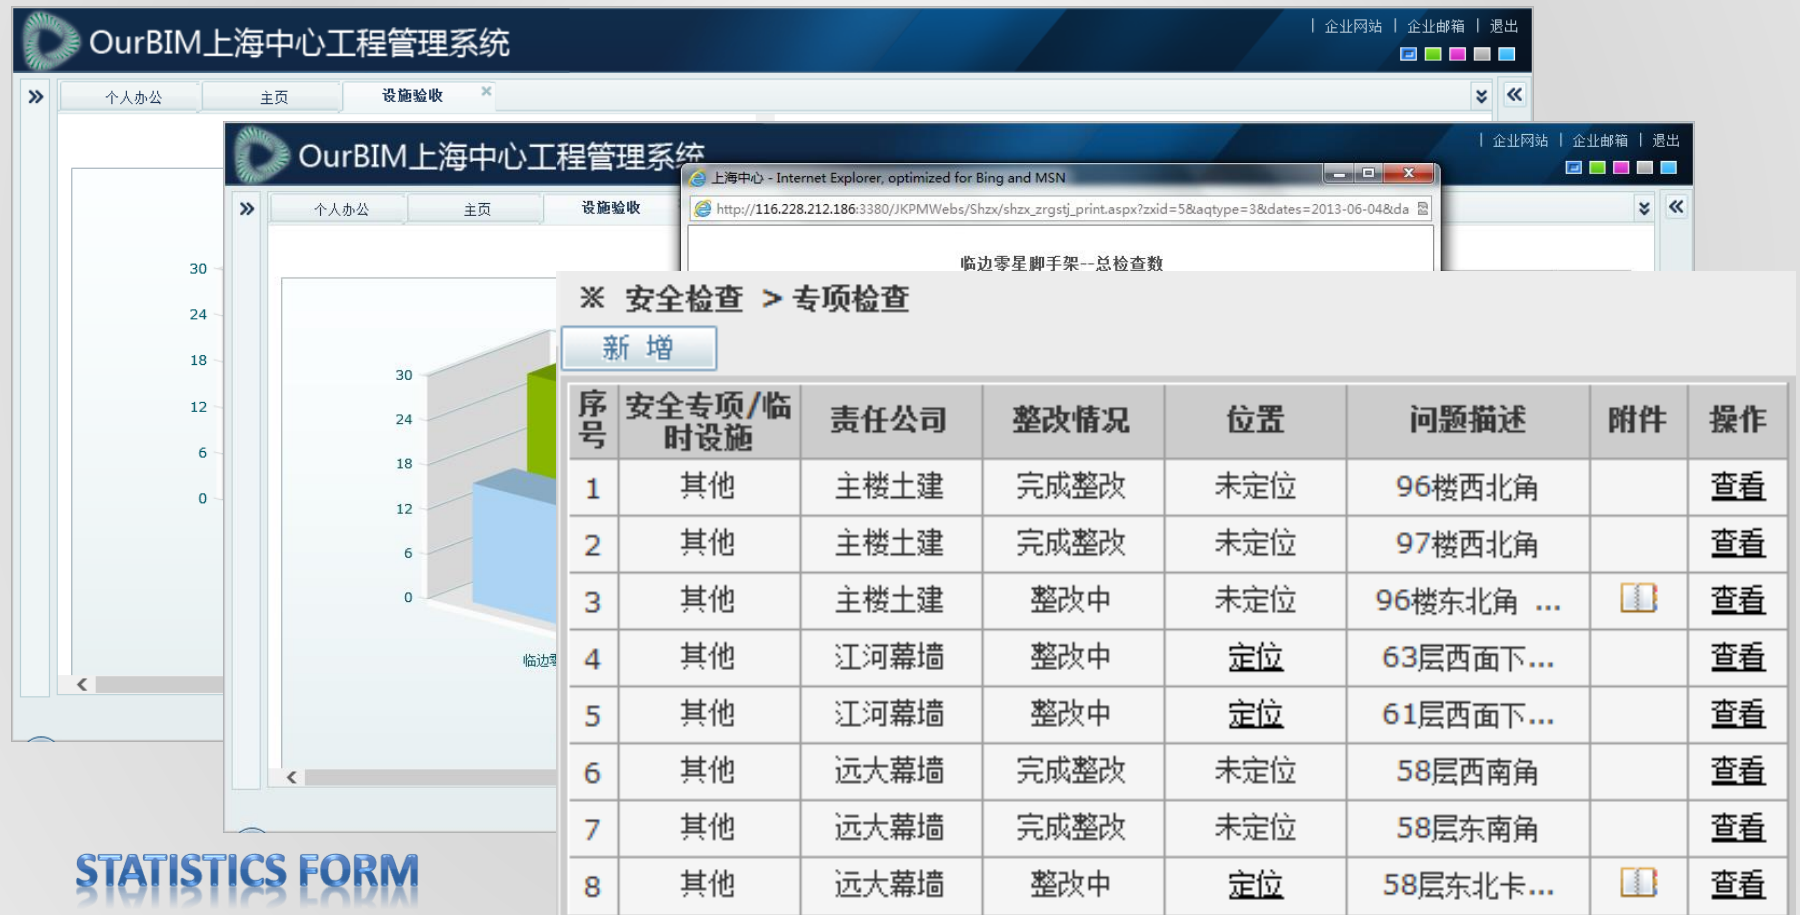 OurBIM上海中心工程管理系统
| 企业网站 | 企业邮箱 | 退出
个人办公 主页 设施验收
30
24
18
12
6
0
OurBIM上海中心工程管理系统
| 企业网站 | 企业邮箱 | 退出
个人办公 主页 设施验收
30
24
18
12
6
0
临边零
上海中心 - Internet Explorer, optimized for Bing and MSN
http://116.228.212.186:3380/JKPMWebs/Shzx/shzx_zrgstj_print.aspx?zxid=5&aqtype=3&dates=2013-06-04&da
临边零星脚手架--总检查数
※ 安全检查 > 专项检查
新 增
序号 安全专项/临时设施 责任公司 整改情况 位置 问题描述 附件 操作
1 其他 主楼土建 完成整改 未定位 96楼西北角 查看
2 其他 主楼土建 完成整改 未定位 97楼西北角 查看
3 其他 主楼土建 整改中 未定位 96楼东北角 ... 查看
4 其他 江河幕墙 整改中 定位 63层西面下... 查看
5 其他 江河幕墙 整改中 定位 61层西面下... 查看
6 其他 远大幕墙 完成整改 未定位 58层西南角 查看
7 其他 远大幕墙 完成整改 未定位 58层东南角 查看
8 其他 远大幕墙 整改中 定位 58层东北卡... 查看
STATISTICS FORM